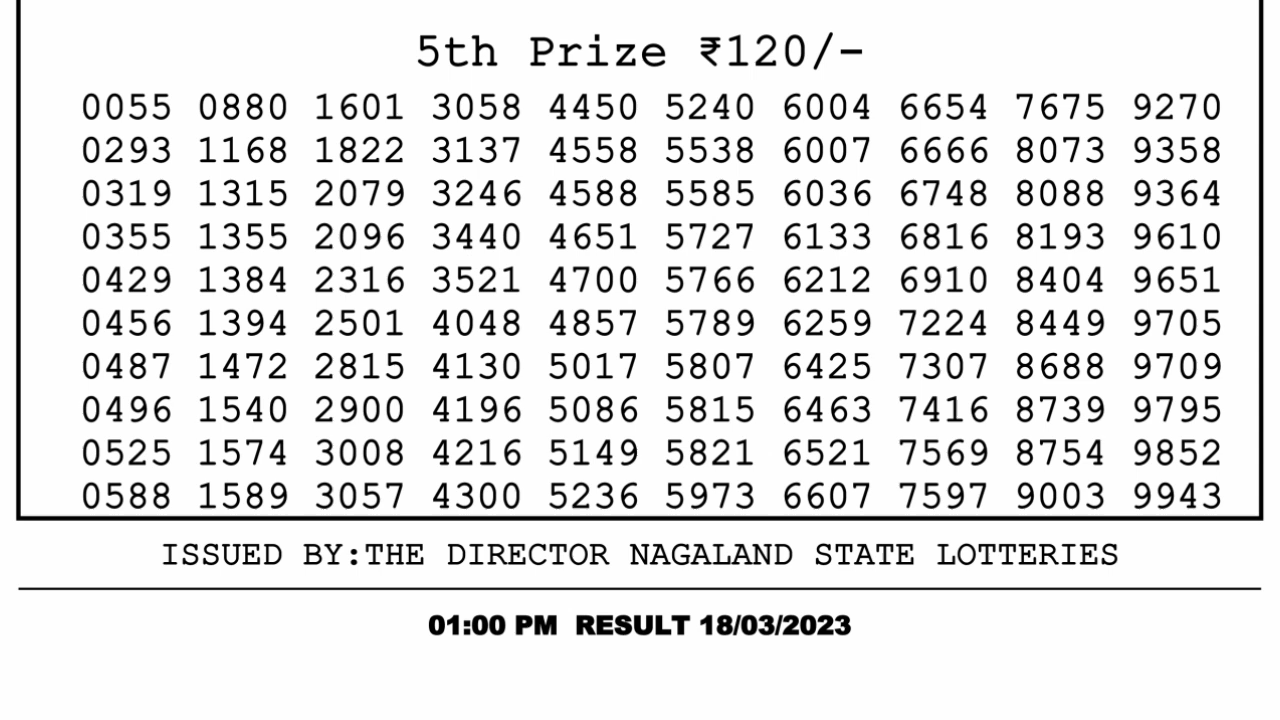 5th Prize ₹120/-
0055 0880 1601 3058 4450 5240 6004 6654 7675 9270
0293 1168 1822 3137 4558 5538 6007 6666 8073 9358
0319 1315 2079 3246 4588 5585 6036 6748 8088 9364
0355 1355 2096 3440 4651 5727 6133 6816 8193 9610
0429 1384 2316 3521 4700 5766 6212 6910 8404 9651
0456 1394 2501 4048 4857 5789 6259 7224 8449 9705
0487 1472 2815 4130 5017 5807 6425 7307 8688 9709
0496 1540 2900 4196 5086 5815 6463 7416 8739 9795
0525 1574 3008 4216 5149 5821 6521 7569 8754 9852
0588 1589 3057 4300 5236 5973 6607 7597 9003 9943
ISSUED BY:THE DIRECTOR NAGALAND STATE LOTTERIES
01:00 PM RESULT 18/03/2023